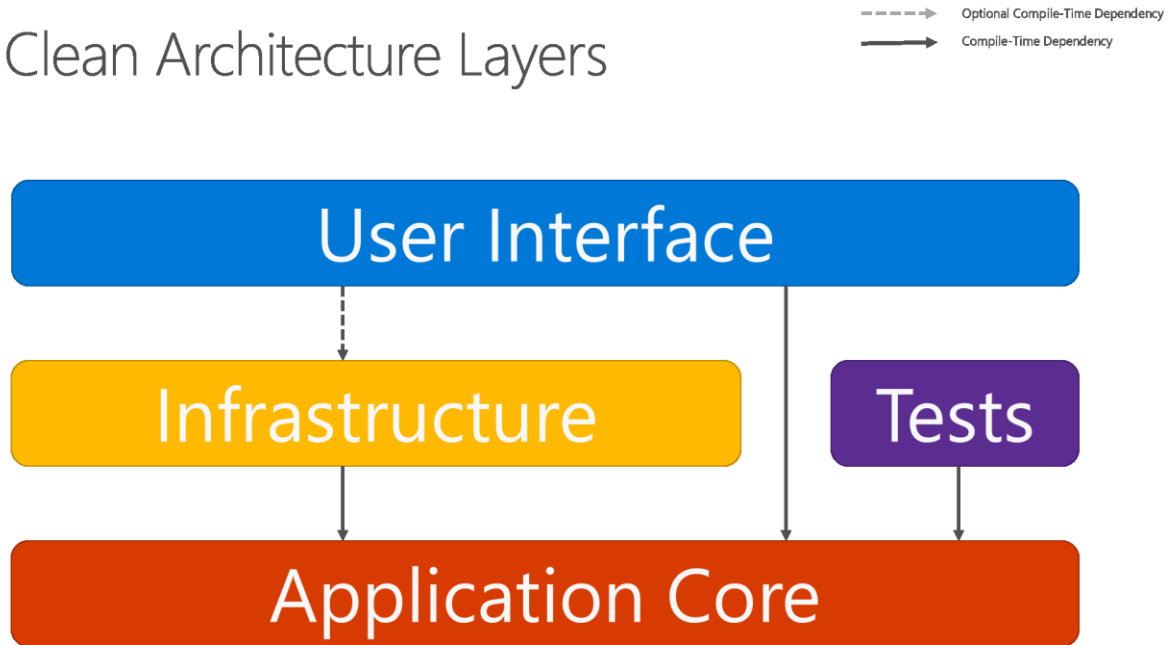 Optional Compile-Time Dependency
Compile-Time Dependency
Clean Architecture Layers
User Interface
Infrastructure
Tests
Application Core